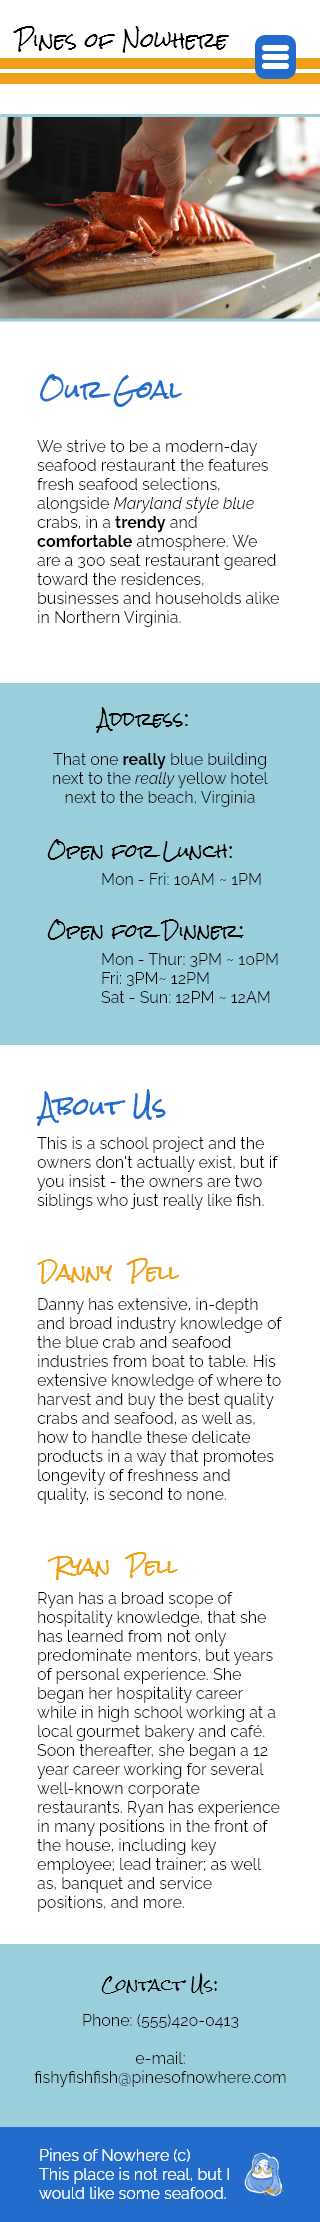 Pines of Nowhere
Our Goal
We strive to be a modern-day
seafood restaurant the features
fresh seafood selections,
alongside Maryland style blue
crabs, in a trendy and
comfortable atmosphere. We
are a 300 seat restaurant geared
toward the residences,
businesses and households alike
in Northern Virginia.
Address:
That one really blue building
next to the really yellow hotel
next to the beach, Virginia
Open for Lunch:
Mon - Fri: 10AM ~ 1PM
Open for Dinner:
Mon - Thur: 3PM ~ 10PM
Fri: 3PM~ 12PM
Sat - Sun: 12PM ~ 12AM
About Us
This is a school project and the
owners don't actually exist, but if
you insist - the owners are two
siblings who just really like fish.
Danny Pell
Danny has extensive, in-depth
and broad industry knowledge of
the blue crab and seafood
industries from boat to table. His
extensive knowledge of where to
harvest and buy the best quality
crabs and seafood, as well as,
how to handle these delicate
products in a way that promotes
longevity of freshness and
quality, is second to none.
Ryan Pell
Ryan has a broad scope of
hospitality knowledge, that she
has learned from not only
predominate mentors, but years
of personal experience. She
began her hospitality career
while in high school working at a
local gourmet bakery and café.
Soon thereafter, she began a 12
year career working for several
well-known corporate
restaurants. Ryan has experience
in many positions in the front of
the house, including key
employee; lead trainer; as well
as, banquet and service
positions, and more.
Contact Us:
Phone: (555)420-0413
e-mail:
fishyfishfish@pinesofnowhere.com
Pines of Nowhere (c)
This place is not real, but I
would like some seafood.